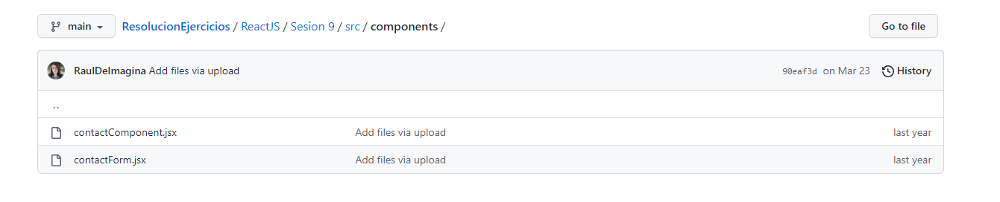 main ResolucionEjercicios / ReactJS / Sesion 9 / src / components / Go to file
RaulDeImagina Add files via upload 90eaf3d on Mar 23 History
..
contactComponent.jsx Add files via upload last year
contactForm.jsx Add files via upload last year